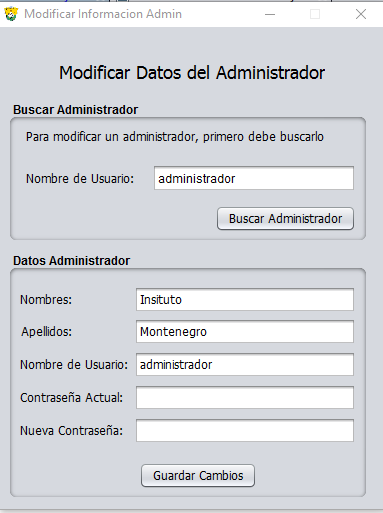 Modificar Informacion Admin
Modificar Datos del Administrador
Buscar Administrador
Para modificar un administrador, primero debe buscarlo
Nombre de Usuario: administrador
Buscar Administrador
Datos Administrador
Nombres: Insituto
Apellidos: Montenegro
Nombre de Usuario: administrador
Contraseña Actual:
Nueva Contraseña:
Guardar Cambios